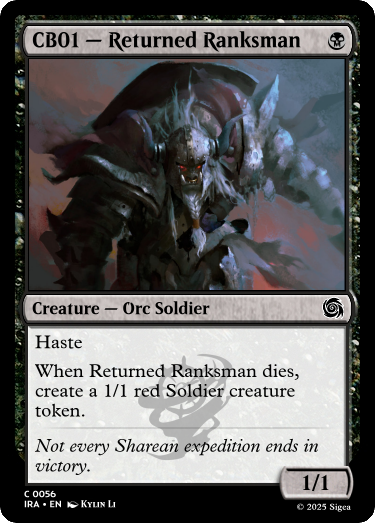 CB01 — Returned Ranksman
Creature — Orc Soldier
Haste
When Returned Ranksman dies,
create a 1/1 red Soldier creature
token.
Not every Sharean expedition ends in
victory.
1/1
C 0056
IRA • EN Kylin Li
© 2025 Sigea